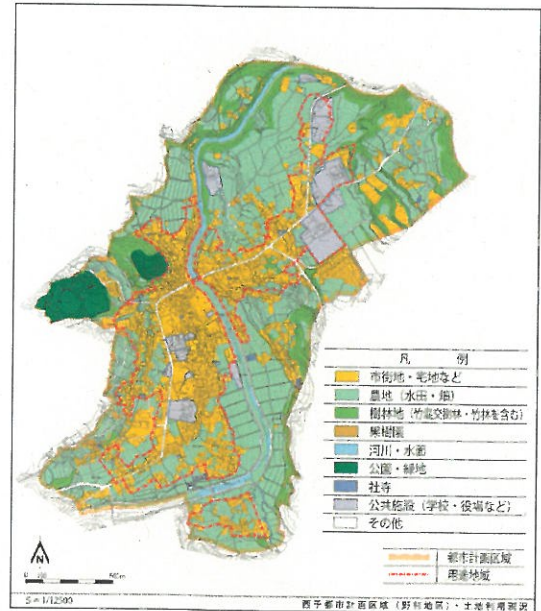 凡 例
市街地・宅地など
農地（水田・畑）
樹林地（竹混交樹林・竹林を含む）
果樹園
河川・水面
公園・緑地
社寺
公共施設（学校・役場など）
その他
都市計画区域
用途地域
N
S=1/12500
西予都市計画区域（野村地区）・土地利用現況